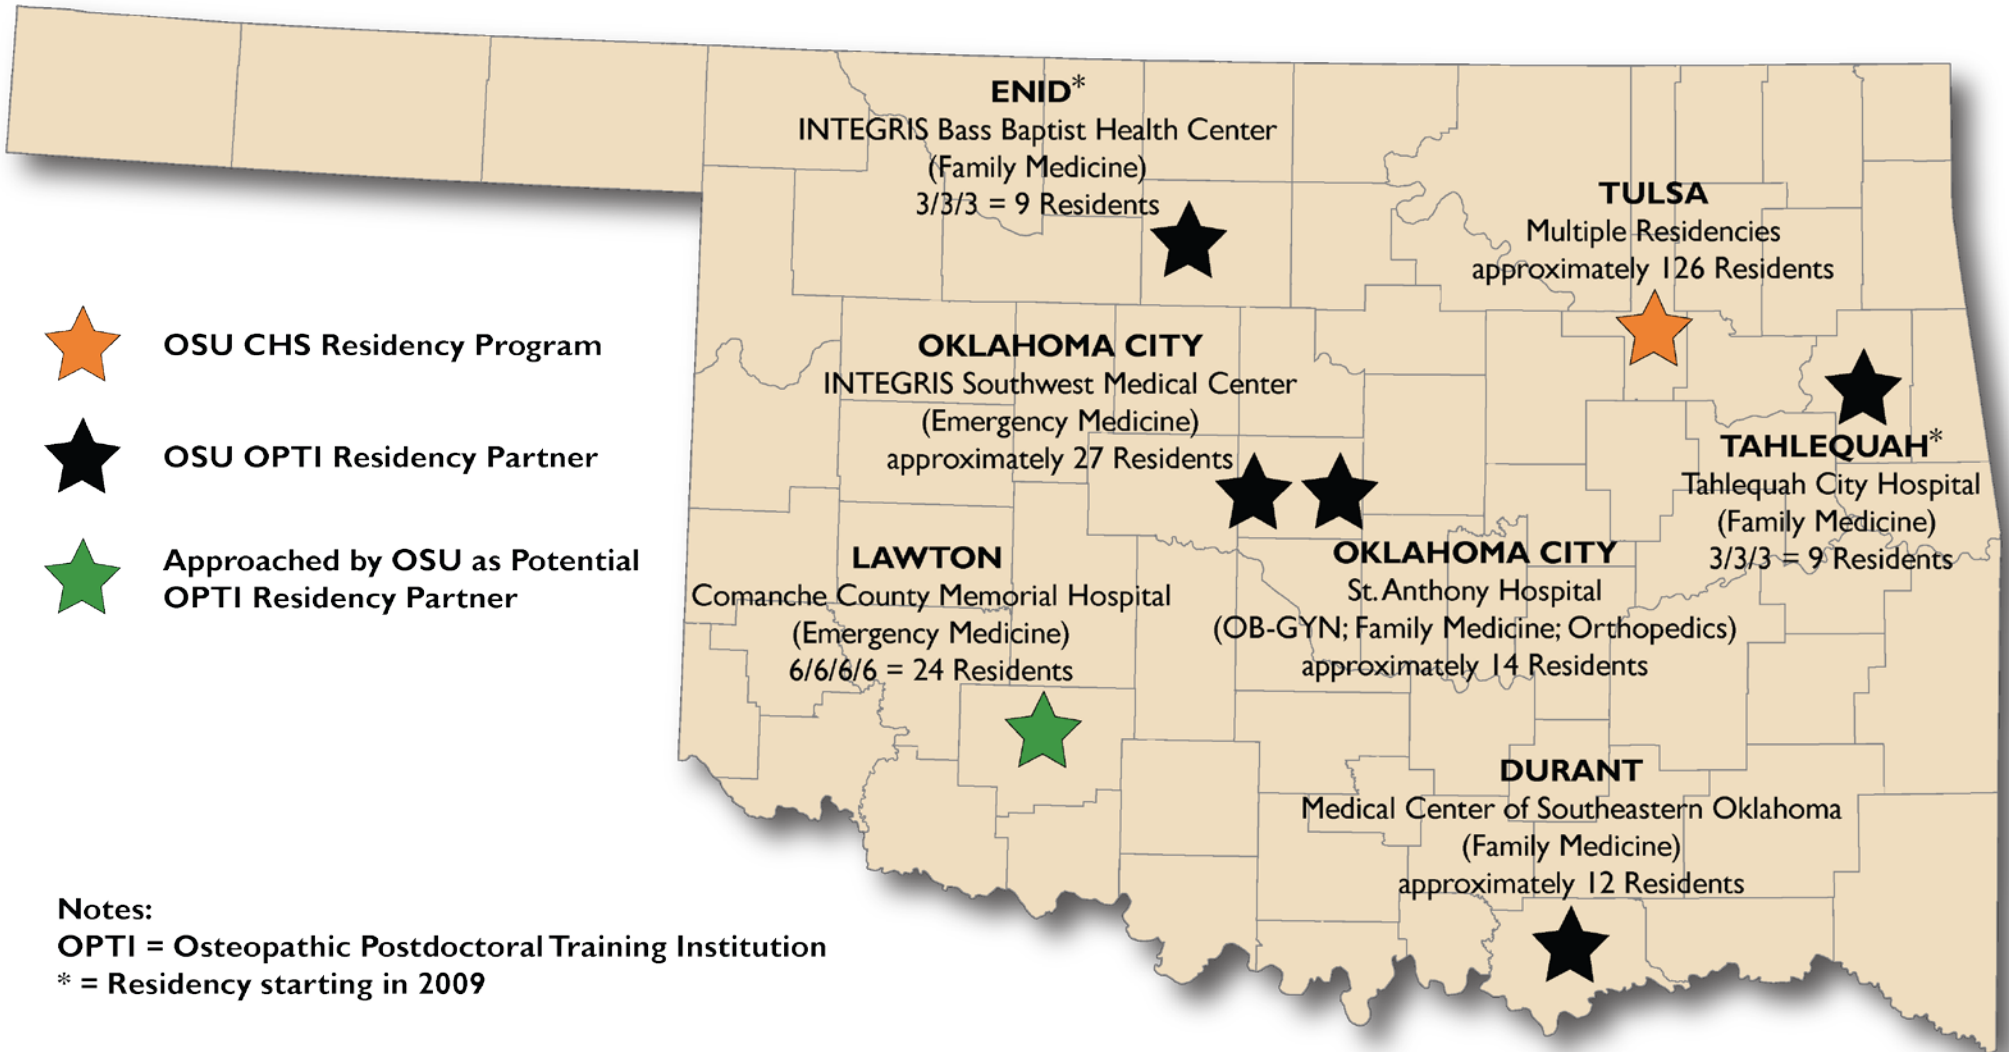 ENID*
INTEGRIS Bass Baptist Health Center
(Family Medicine)
3/3/3 = 9 Residents
TULSA
Multiple Residencies
approximately 126 Residents
OSU CHS Residency Program
OSU OPTI Residency Partner
Approached by OSU as Potential
OPTI Residency Partner
OKLAHOMA CITY
INTEGRIS Southwest Medical Center
(Emergency Medicine)
approximately 27 Residents
TAHLEQUAH*
Tahlequah City Hospital
(Family Medicine)
3/3/3 = 9 Residents
LAWTON
Comanche County Memorial Hospital
(Emergency Medicine)
6/6/6/6 = 24 Residents
OKLAHOMA CITY
St. Anthony Hospital
(OB-GYN; Family Medicine; Orthopedics)
approximately 14 Residents
DURANT
Medical Center of Southeastern Oklahoma
(Family Medicine)
approximately 12 Residents
Notes:
OPTI = Osteopathic Postdoctoral Training Institution
* = Residency starting in 2009